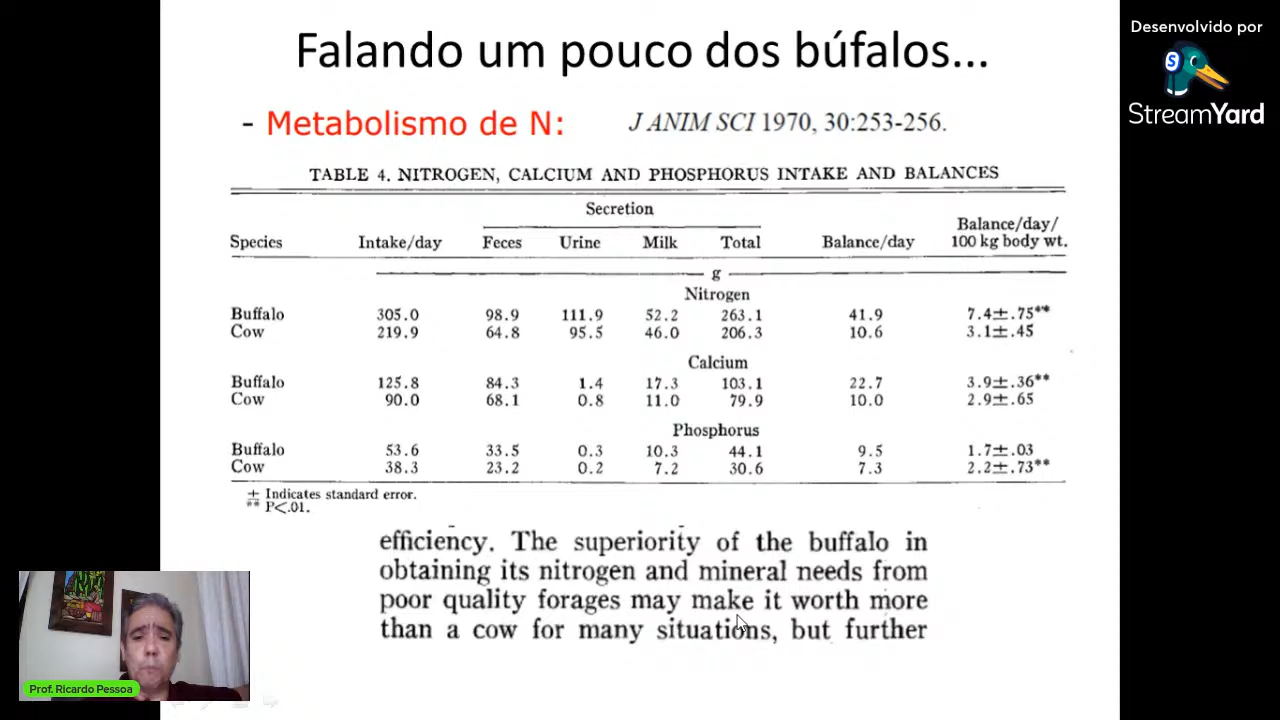 Falando um pouco dos búfalos...
Desenvolvido por
StreamYard
- Metabolismo de N: J ANIM SCI 1970, 30:253-256.
TABLE 4. NITROGEN, CALCIUM AND PHOSPHORUS INTAKE AND BALANCES
Secretion
Species Intake/day Feces Urine Milk Total Balance/day Balance/day/
100 kg body wt.
g
Nitrogen
Buffalo 305.0 98.9 111.9 52.2 263.1 41.9 7.4±.75**
Cow 219.9 64.8 95.5 46.0 206.3 10.6 3.1±.45
Calcium
Buffalo 125.8 84.3 1.4 17.3 103.1 22.7 3.9±.36**
Cow 90.0 68.1 0.8 11.0 79.9 10.0 2.9±.65
Phosphorus
Buffalo 53.6 33.5 0.3 10.3 44.1 9.5 1.7±.03
Cow 38.3 23.2 0.2 7.2 30.6 7.3 2.2±.73**
± Indicates standard error.
** P<.01.
efficiency. The superiority of the buffalo in
obtaining its nitrogen and mineral needs from
poor quality forages may make it worth more
than a cow for many situations, but further
Prof. Ricardo Pessoa